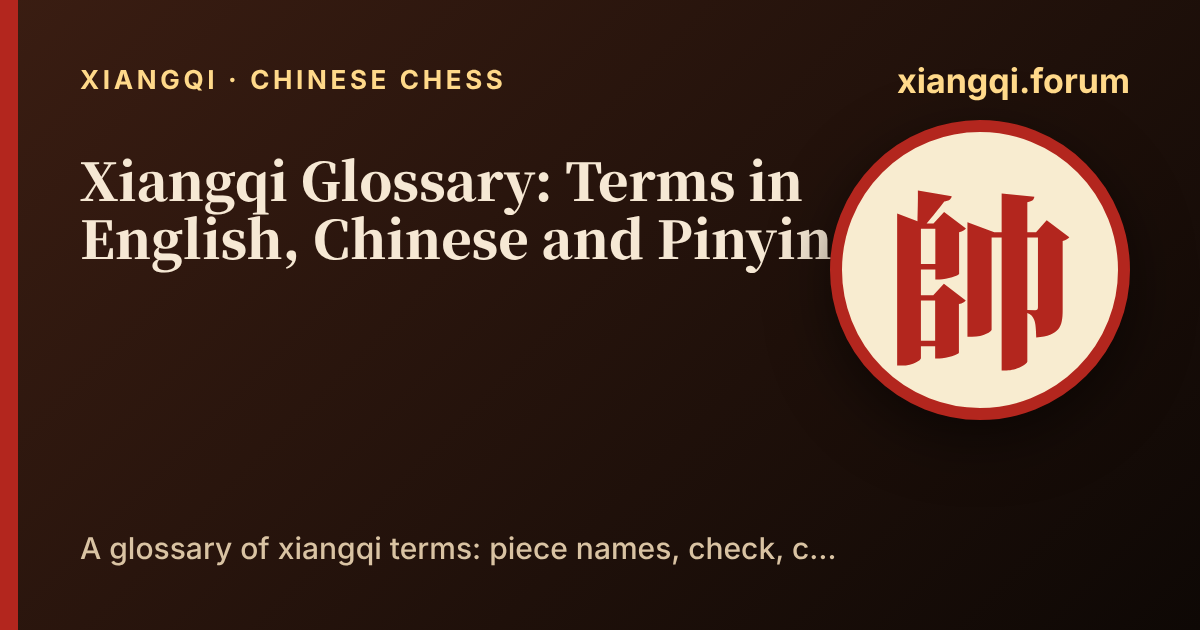 XIANGQI · CHINESE CHESS
xiangqi.forum
Xiangqi Glossary: Terms in
English, Chinese and Pinyin
帥
A glossary of xiangqi terms: piece names, check, c...